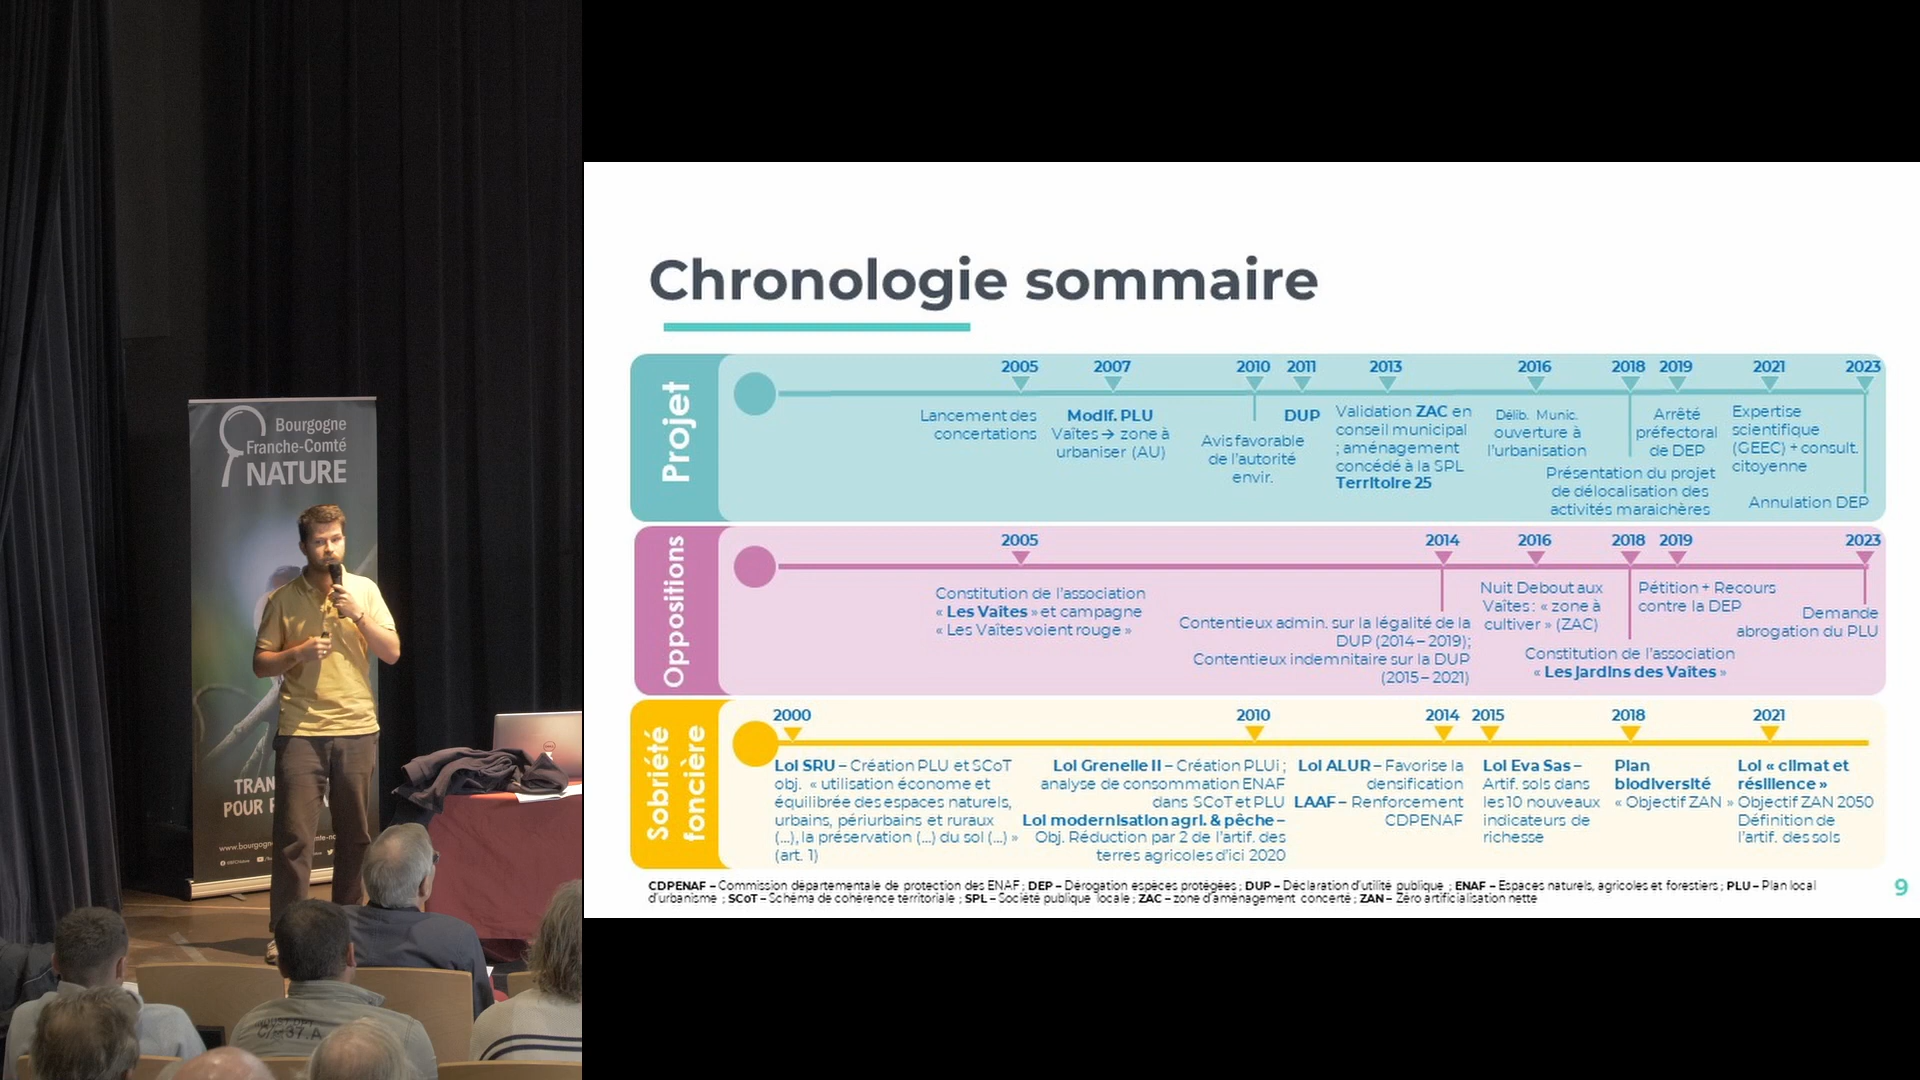 Bourgogne
Franche-Comté
NATURE
TRAN
POUR
www.bourgogn
Chronologie sommaire
Projet
2005
2007
2010
2011
2013
2016
2018
2019
2021
2023
Lancement des
concertations
Modif. PLU
Vaîtes → zone à
urbaniser (AU)
Avis favorable
de l'autorité
envir.
DUP
Validation ZAC en
conseil municipal
; aménagement
concédé à la SPL
Territoire 25
Délib. Munic.
ouverture à
l'urbanisation
Présentation du projet
de délocalisation des
activités maraichères
Arrêté
préfectoral
de DEP
Expertise
scientifique
(GEEC) + consult.
citoyenne
Annulation DEP
Oppositions
2005
2014
2016
2018
2019
2023
Constitution de l'association
« Les Vaîtes » et campagne
« Les Vaîtes voient rouge »
Contentieux admin. sur la légalité de la
DUP (2014 – 2019);
Contentieux indemnitaire sur la DUP
(2015 – 2021)
Nuit Debout aux
Vaîtes : « zone à
cultiver » (ZAC)
Constitution de l'association
« Les Jardins des Vaîtes »
Pétition + Recours
contre la DEP
Demande
abrogation du PLU
Sobriété
foncière
2000
2010
2014
2015
2018
2021
Loi SRU – Création PLU et SCoT
obj. « utilisation économe et
équilibrée des espaces naturels,
urbains, périurbains et ruraux
(…), la préservation (…) du sol (…) »
(art. 1)
Loi Grenelle II – Création PLUi ;
analyse de consommation ENAF
dans SCoT et PLU
Loi modernisation agri. & pêche –
Obj. Réduction par 2 de l'artif. des
terres agricoles d'ici 2020
Loi ALUR – Favorise la
densification
LAAF – Renforcement
CDPENAF
Loi Eva Sas –
Artif. sols dans
les 10 nouveaux
indicateurs de
richesse
Plan
biodiversité
« Objectif ZAN »
Loi « climat et
résilience »
Objectif ZAN 2050
Définition de
l'artif. des sols
CDPENAF – Commission départementale de protection des ENAF ; DEP – Dérogation espèces protégées ; DUP – Déclaration d'utilité publique ; ENAF – Espaces naturels, agricoles et forestiers ; PLU – Plan local
d'urbanisme ; SCoT – Schéma de cohérence territoriale ; SPL – Société publique locale ; ZAC – zone d'aménagement concerté ; ZAN – Zéro artificialisation nette
9